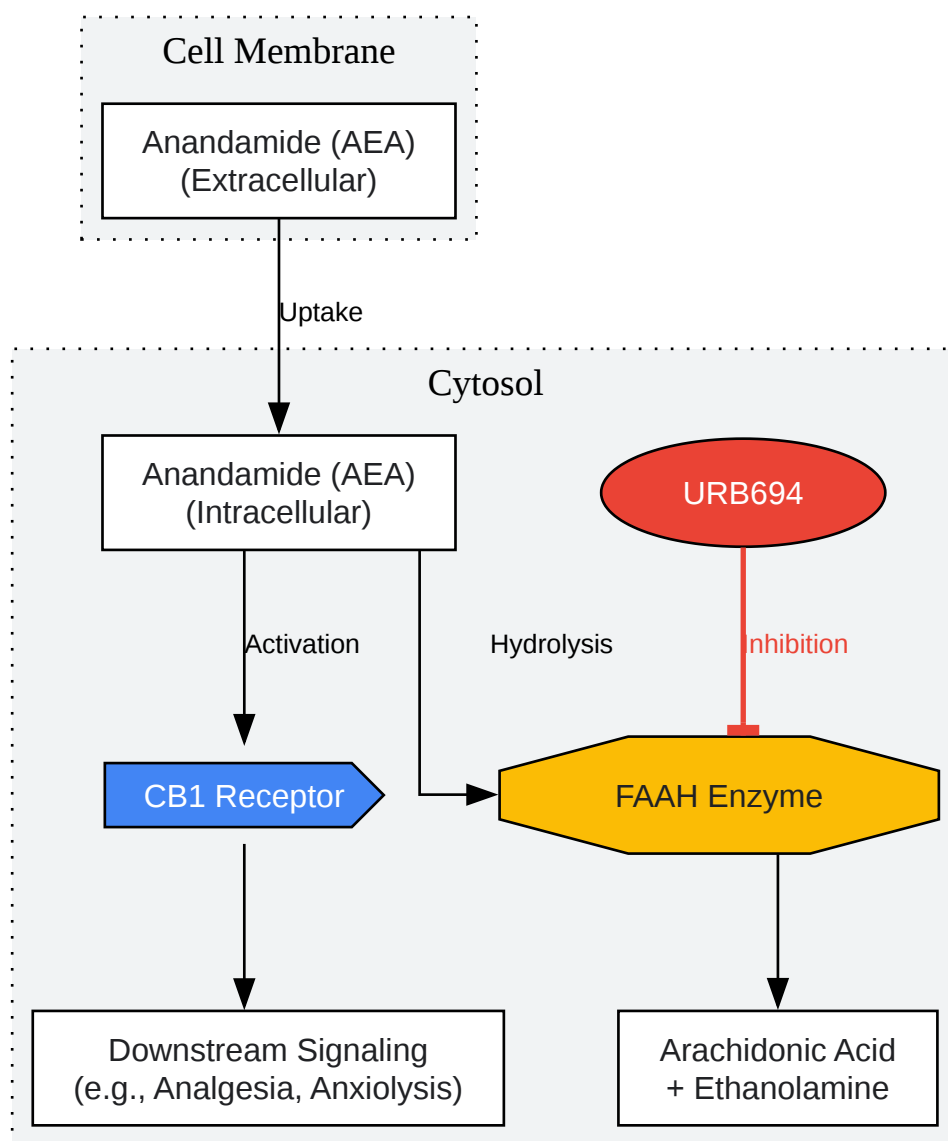 Cell Membrane
Anandamide (AEA)
(Extracellular)
Uptake
Cytosol
Anandamide (AEA)
(Intracellular)
URB694
Activation
Hydrolysis
Inhibition
CB1 Receptor
FAAH Enzyme
Downstream Signaling
(e.g., Analgesia, Anxiolysis)
Arachidonic Acid
+ Ethanolamine